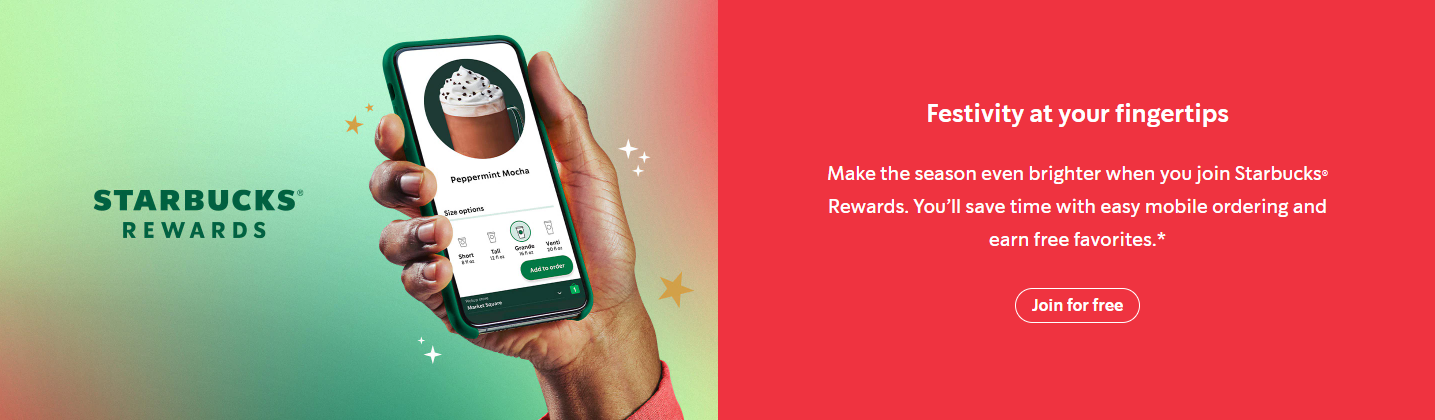 STARBUCKS®
REWARDS
Peppermint Mocha
Size options
Short
Tall
Grande
Venti
8 fl oz
12 fl oz
16 fl oz
20 fl oz
Add to order
Pickup store
Market Square
1
Festivity at your fingertips
Make the season even brighter when you join Starbucks®
Rewards. You’ll save time with easy mobile ordering and
earn free favorites.*
Join for free